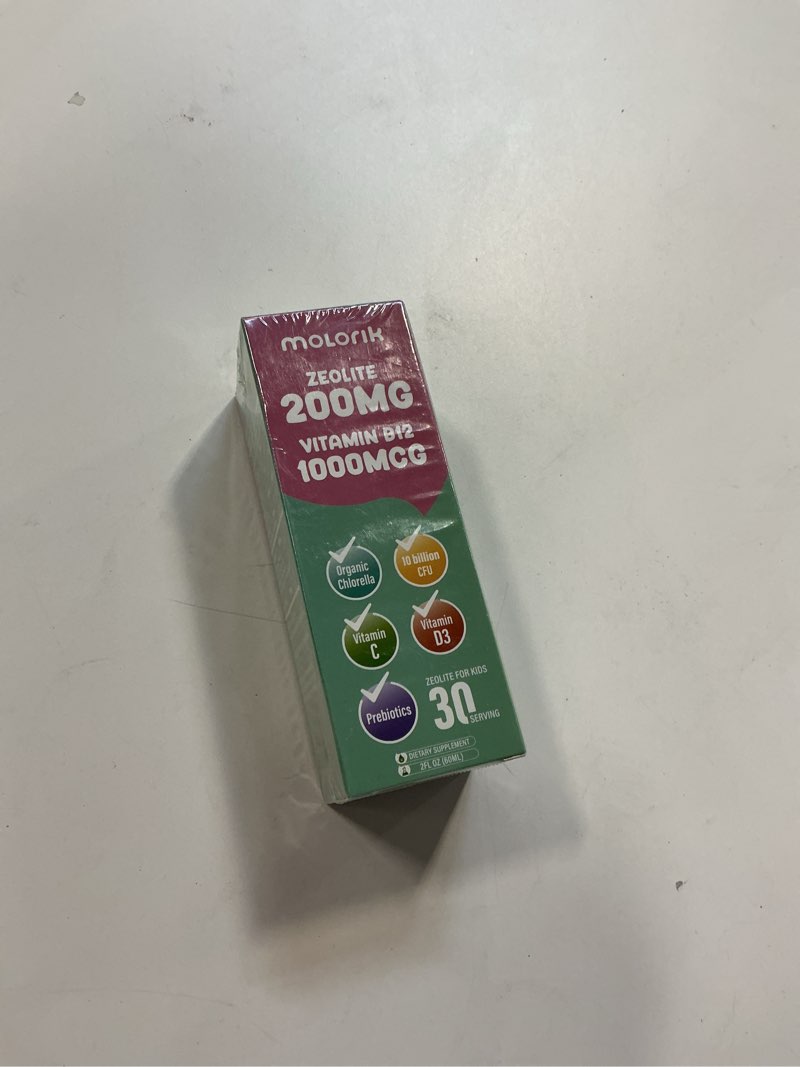 MOLORIK
ZEOLITE
200MG
VITAMIN B12
1000MCG
Organic
Chlorella
10 billion
CFU
Vitamin
C
Vitamin
D3
Prebiotics
ZEOLITE FOR KIDS
30
SERVING
DIETARY SUPPLEMENT
2FL OZ (60ML)